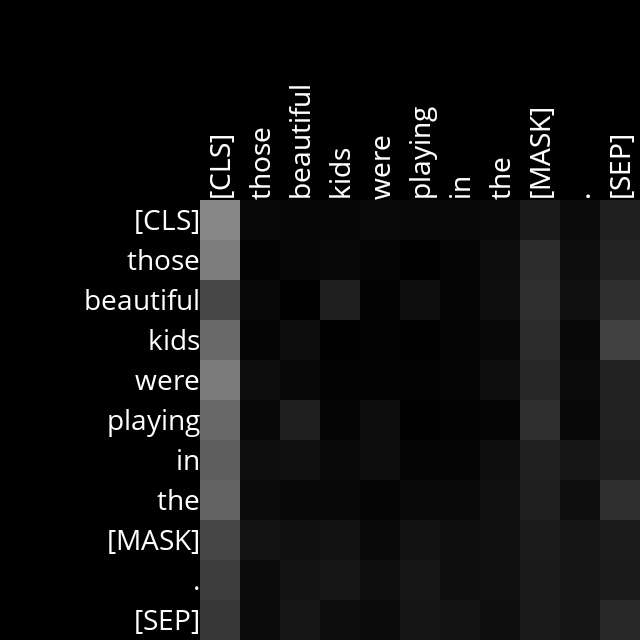 [CLS] those beautiful kids were playing in the [MASK] . [SEP]
[CLS]
those
beautiful
kids
were
playing
in
the
[MASK]
.
[SEP]